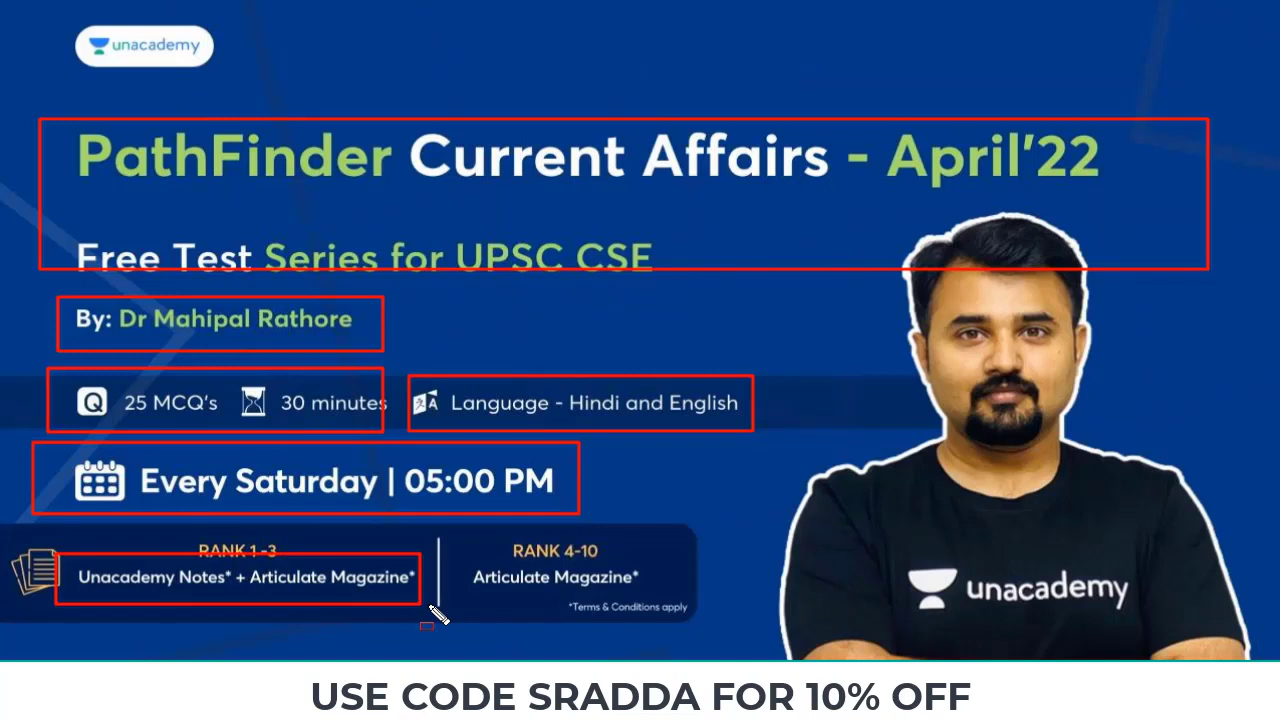 unacademy
PathFinder Current Affairs - April'22
Free Test Series for UPSC CSE
By: Dr Mahipal Rathore
Q 25 MCQ's 30 minutes 文A Language - Hindi and English
Every Saturday | 05:00 PM
RANK 1-3
Unacademy Notes* + Articulate Magazine*
RANK 4-10
Articulate Magazine*
*Terms & Conditions apply
unacademy
USE CODE SRADDA FOR 10% OFF